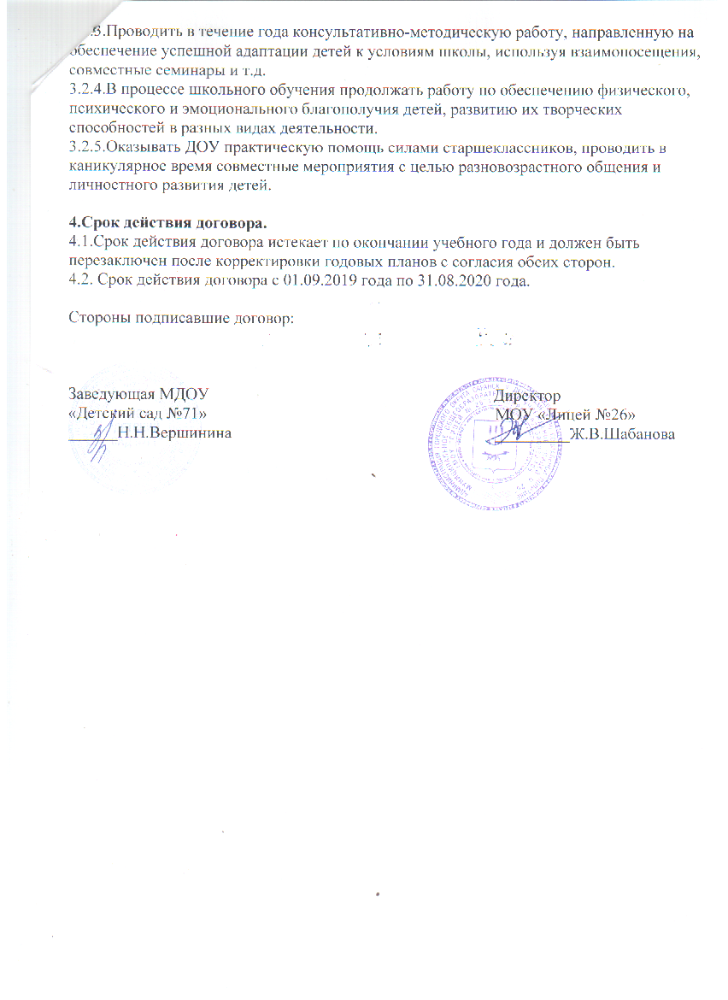 3.Проводить в течение года консультативно-методическую работу, направленную на
обеспечение успешной адаптации детей к условиям школы, используя взаимопосещения,
совместные семинары и т.д.
3.2.4.В процессе школьного обучения продолжать работу по обеспечению физического,
психического и эмоционального благополучия детей, развитию их творческих
способностей в разных видах деятельности.
3.2.5.Оказывать ДОУ практическую помощь силами старшеклассников, проводить в
каникулярное время совместные мероприятия с целью разновозрастного общения и
личностного развития детей.
4.Срок действия договора.
4.1.Срок действия договора истекает по окончании учебного года и должен быть
перезаключен после корректировки годовых планов с согласия обеих сторон.
4.2. Срок действия договора с 01.09.2019 года по 31.08.2020 года.
Стороны подписавшие договор:
Заведующая МДОУ
«Детский сад №71»
Н.Н.Вершинина
Директор
МОУ «Лицей №26»
Ж.В.Шабанова